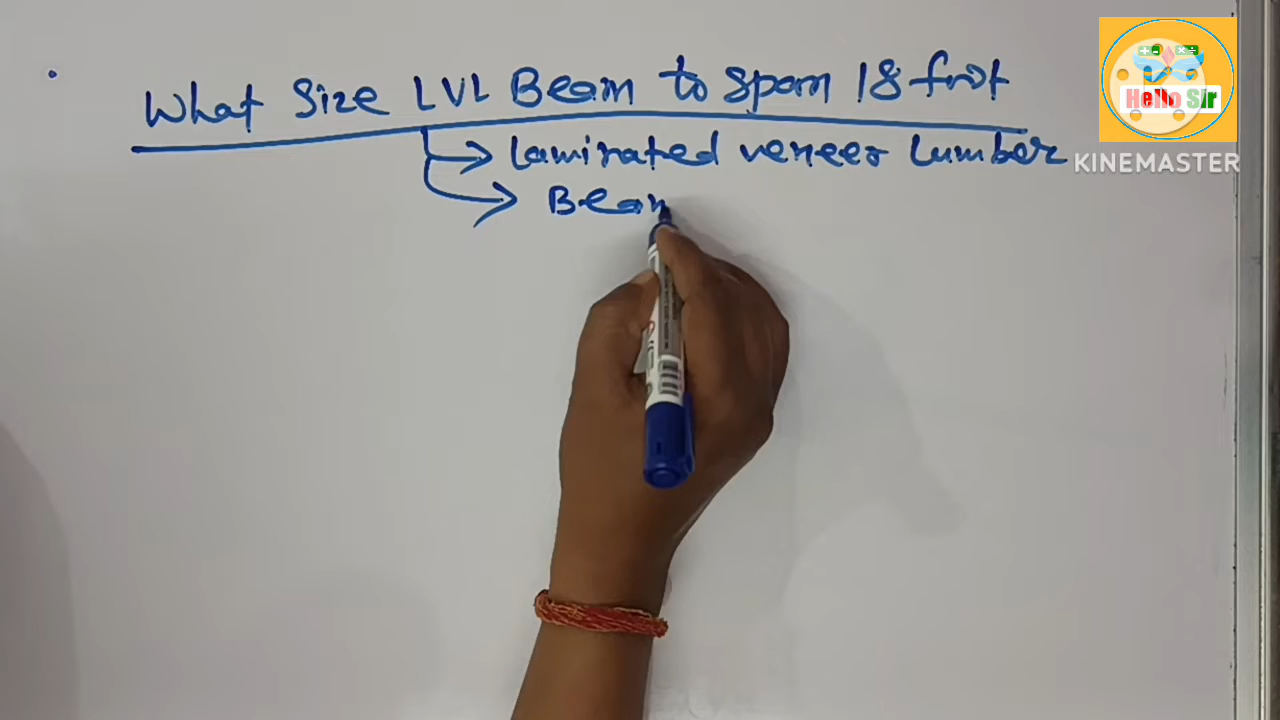 What Size LVL Beam to Span 18 foot
Laminated veneer Lumber
Beam
Hello Sir
KINEMASTER